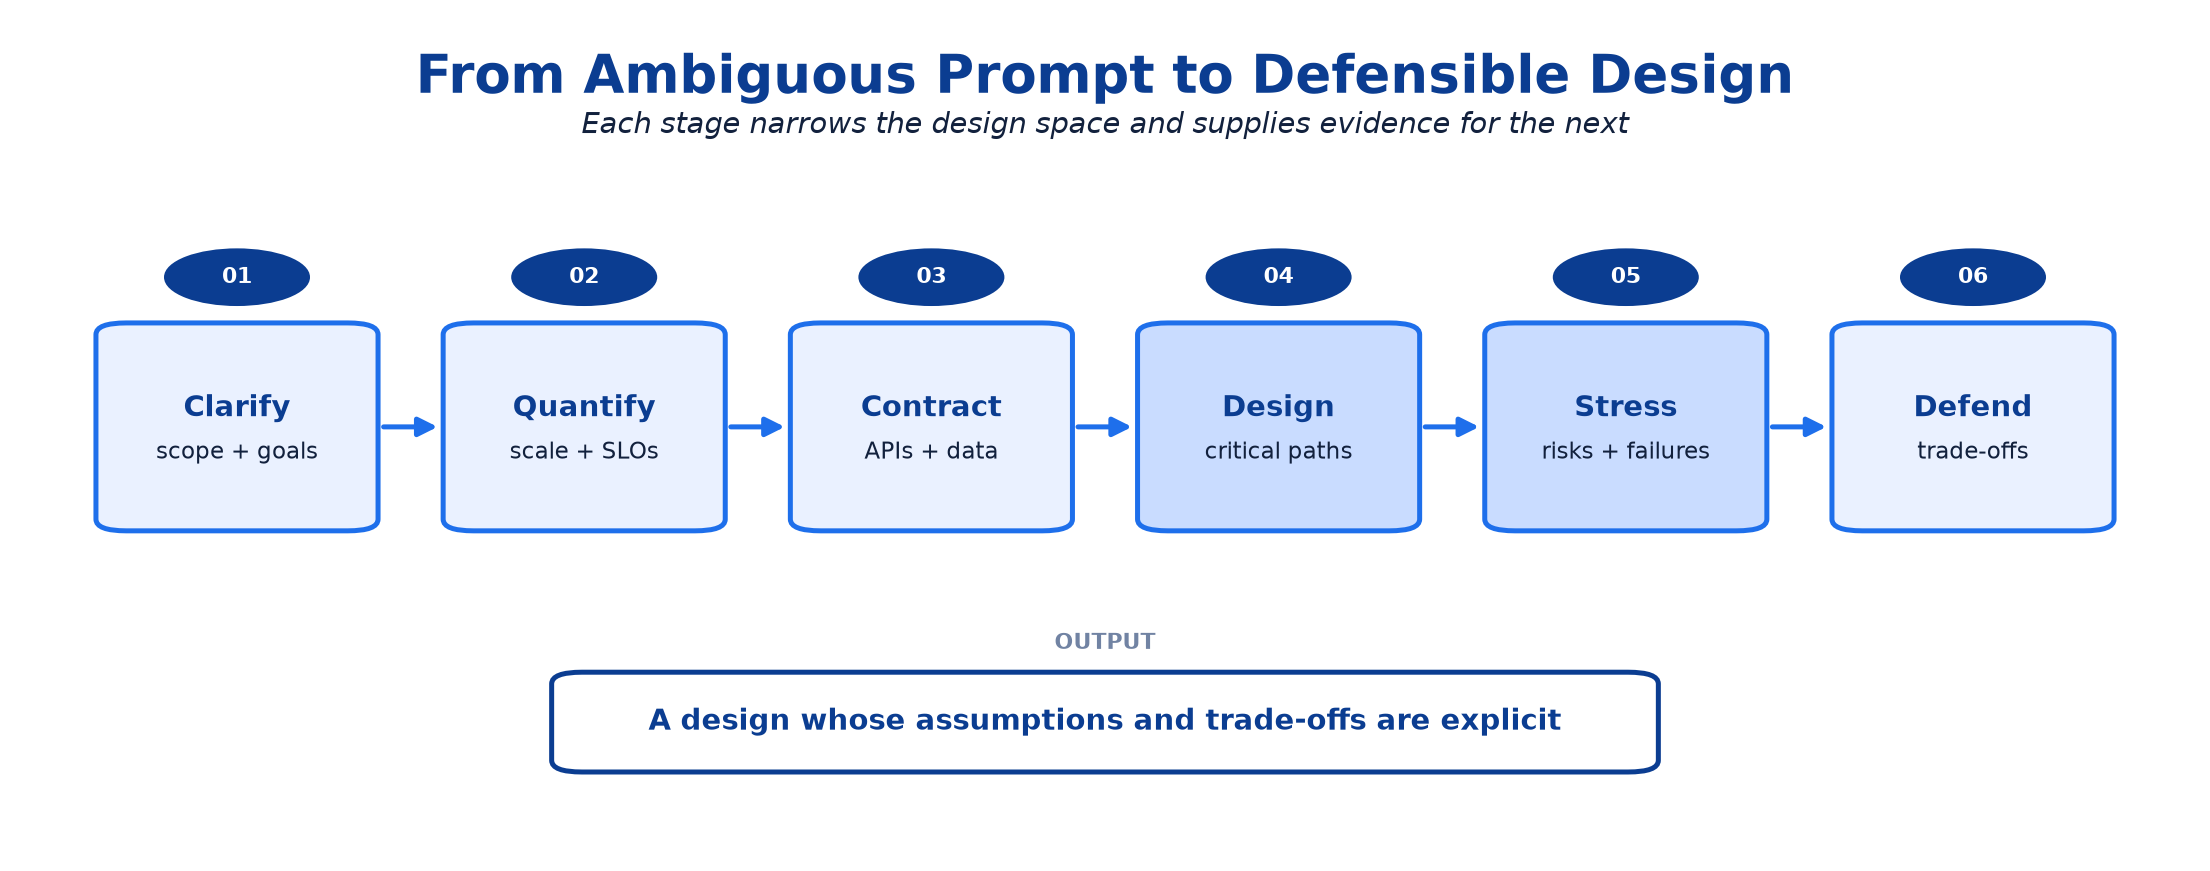 From Ambiguous Prompt to Defensible Design
Each stage narrows the design space and supplies evidence for the next
01
Clarify
scope + goals
02
Quantify
scale + SLOs
03
Contract
APIs + data
04
Design
critical paths
05
Stress
risks + failures
06
Defend
trade-offs
OUTPUT
A design whose assumptions and trade-offs are explicit